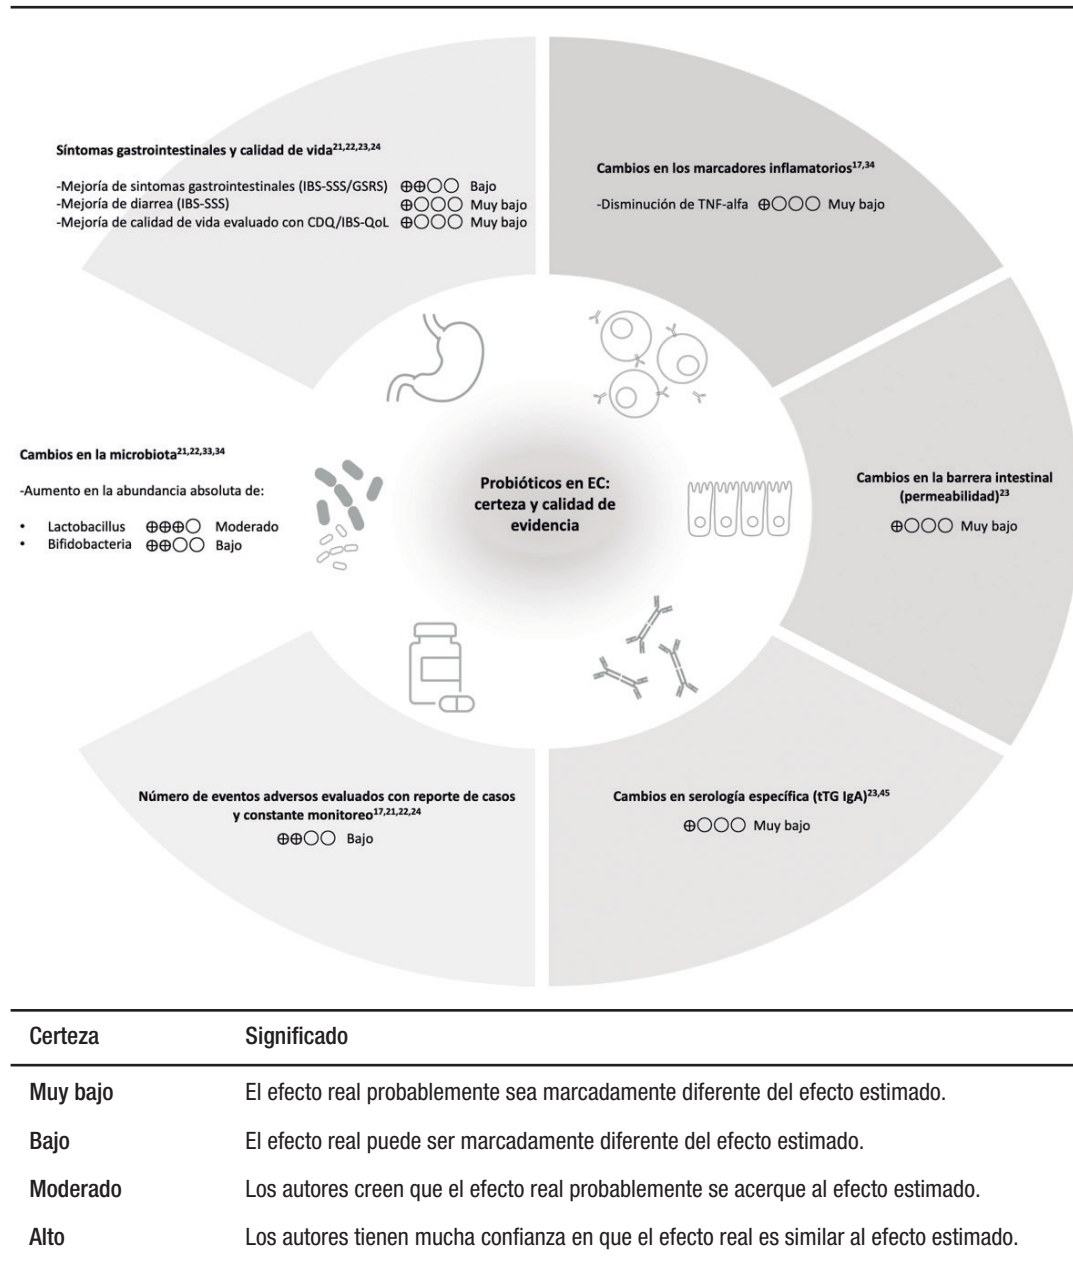 Síntomas gastrointestinales y calidad de vida21,22,23,24
-Mejoría de sintomas gastrointestinales (IBS-SSS/GSRS) ⊕⊕◯◯ Bajo
-Mejoría de diarrea (IBS-SSS) ⊕◯◯◯ Muy bajo
-Mejoría de calidad de vida evaluado con CDQ/IBS-QoL ⊕◯◯◯ Muy bajo
Cambios en los marcadores inflamatorios17,34
-Disminución de TNF-alfa ⊕◯◯◯ Muy bajo
Cambios en la microbiota21,22,33,34
-Aumento en la abundancia absoluta de:
• Lactobacillus ⊕⊕⊕◯ Moderado
• Bifidobacteria ⊕⊕◯◯ Bajo
Probióticos en EC:
certeza y calidad de
evidencia
Cambios en la barrera intestinal
(permeabilidad)23
⊕◯◯◯ Muy bajo
Número de eventos adversos evaluados con reporte de casos
y constante monitoreo17,21,22,24
⊕⊕◯◯ Bajo
Cambios en serología específica (tTG IgA)23,45
⊕◯◯◯ Muy bajo
Certeza Significado
Muy bajo El efecto real probablemente sea marcadamente diferente del efecto estimado.
Bajo El efecto real puede ser marcadamente diferente del efecto estimado.
Moderado Los autores creen que el efecto real probablemente se acerque al efecto estimado.
Alto Los autores tienen mucha confianza en que el efecto real es similar al efecto estimado.